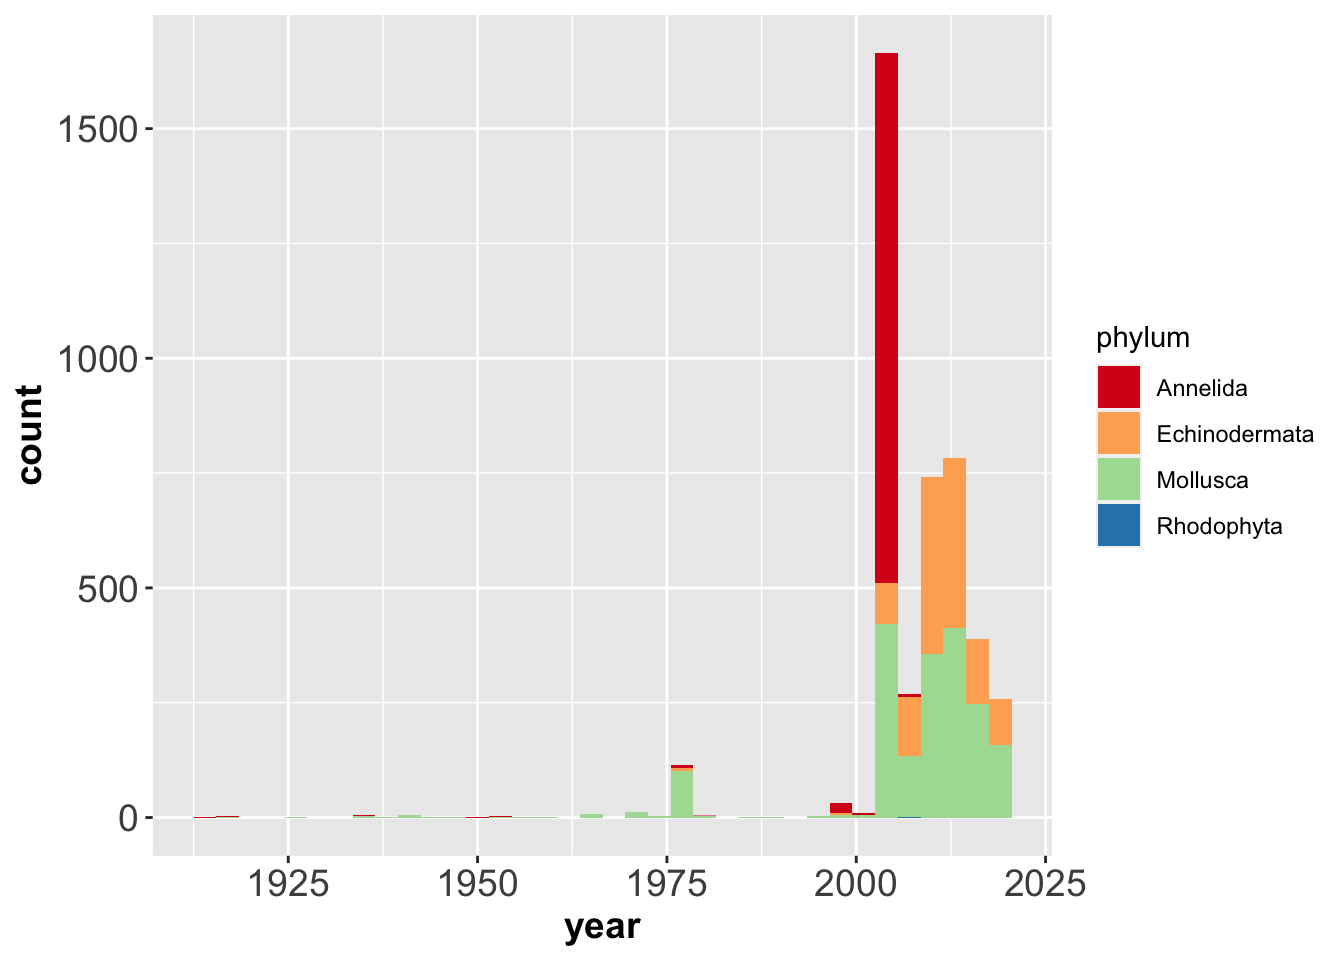 1500
1000
500
0
count
1925
1950
1975
2000
2025
year
phylum
Annelida
Echinodermata
Mollusca
Rhodophyta